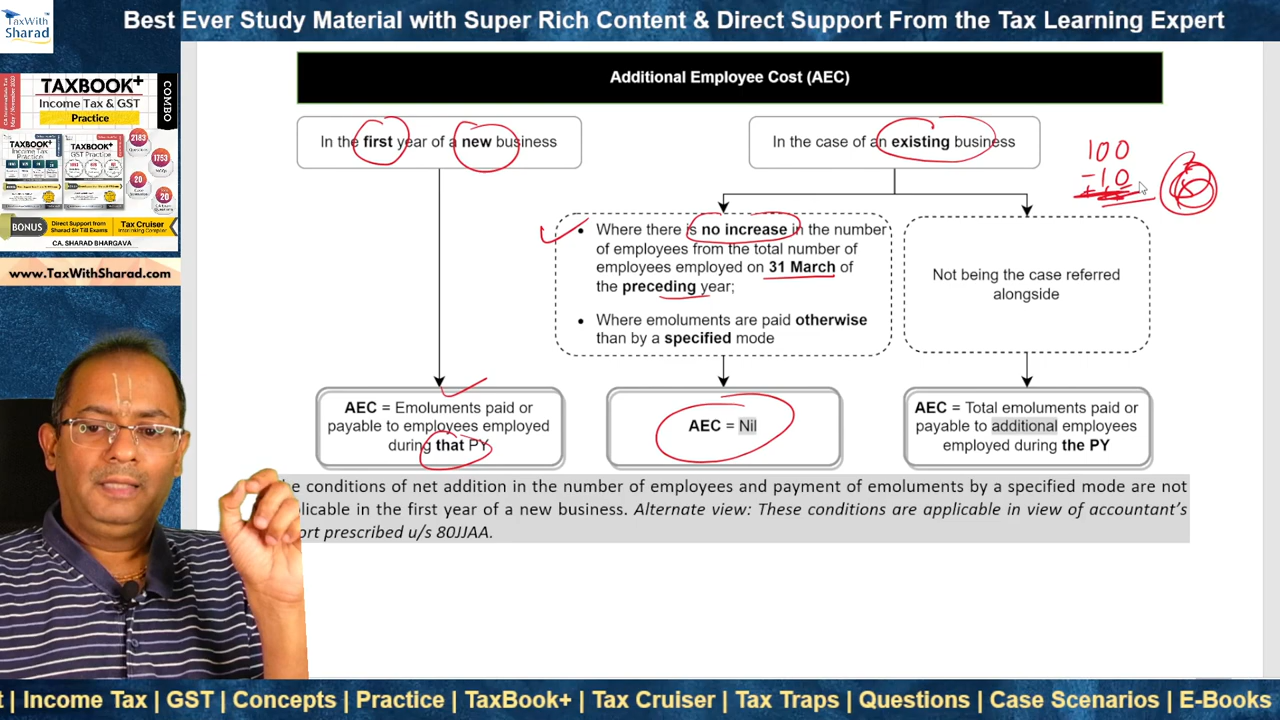 Best Ever Study Material with Super Rich Content & Direct Support From the Tax Learning Expert
TaxWith
Sharad
TAXBOOK+
Income Tax & GST
Practice
COMBO
TAXBOOK+
TAXBOOK+
2183
1753
20
20
BONUS
Direct Support from
Sharad Sir Till Exams
Tax Cruiser
CA. SHARAD BHARGAVA
www.TaxWithSharad.com
Additional Employee Cost (AEC)
In the first year of a new business
In the case of an existing business
100
-10
Where there is no increase in the number
of employees from the total number of
employees employed on 31 March of
the preceding year;
Where emoluments are paid otherwise
than by a specified mode
Not being the case referred
alongside
AEC = Emoluments paid or
payable to employees employed
during that PY
AEC = Nil
AEC = Total emoluments paid or
payable to additional employees
employed during the PY
conditions of net addition in the number of employees and payment of emoluments by a specified mode are not
licable in the first year of a new business. Alternate view: These conditions are applicable in view of accountant's
ort prescribed u/s 80JJAA.
t | Income Tax | GST | Concepts | Practice | TaxBook+ | Tax Cruiser | Tax Traps | Questions | Case Scenarios | E-Books